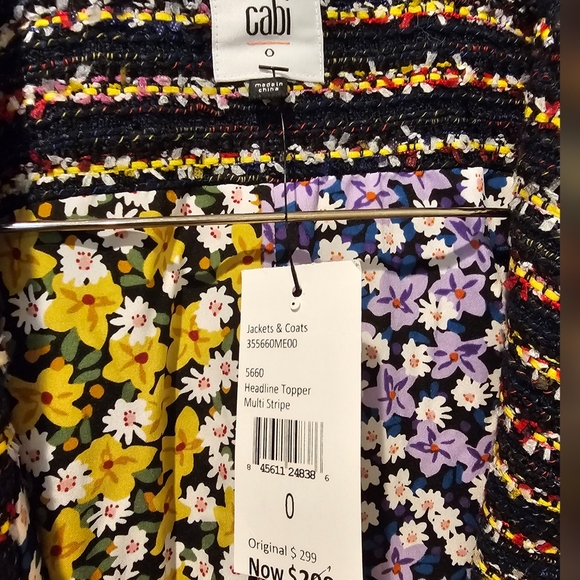 cabi
0
made in
china
Jackets & Coats
355660ME00
5660
Headline Topper
Multi Stripe
8 45611 24838 6
0
Original $ 299
Now